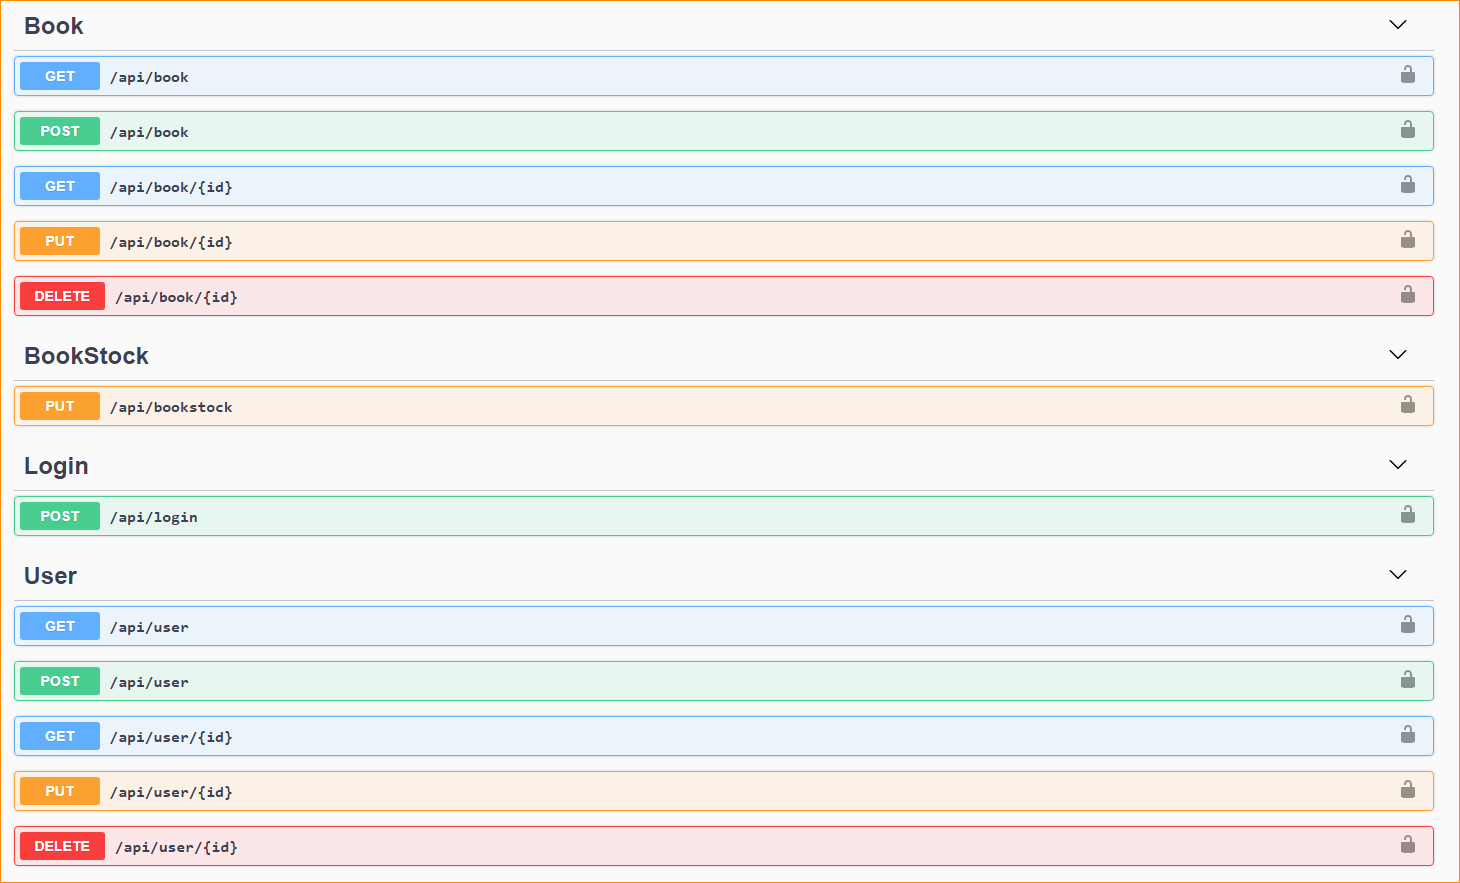 Book
GET /api/book
POST /api/book
GET /api/book/{id}
PUT /api/book/{id}
DELETE /api/book/{id}
BookStock
PUT /api/bookstock
Login
POST /api/login
User
GET /api/user
POST /api/user
GET /api/user/{id}
PUT /api/user/{id}
DELETE /api/user/{id}